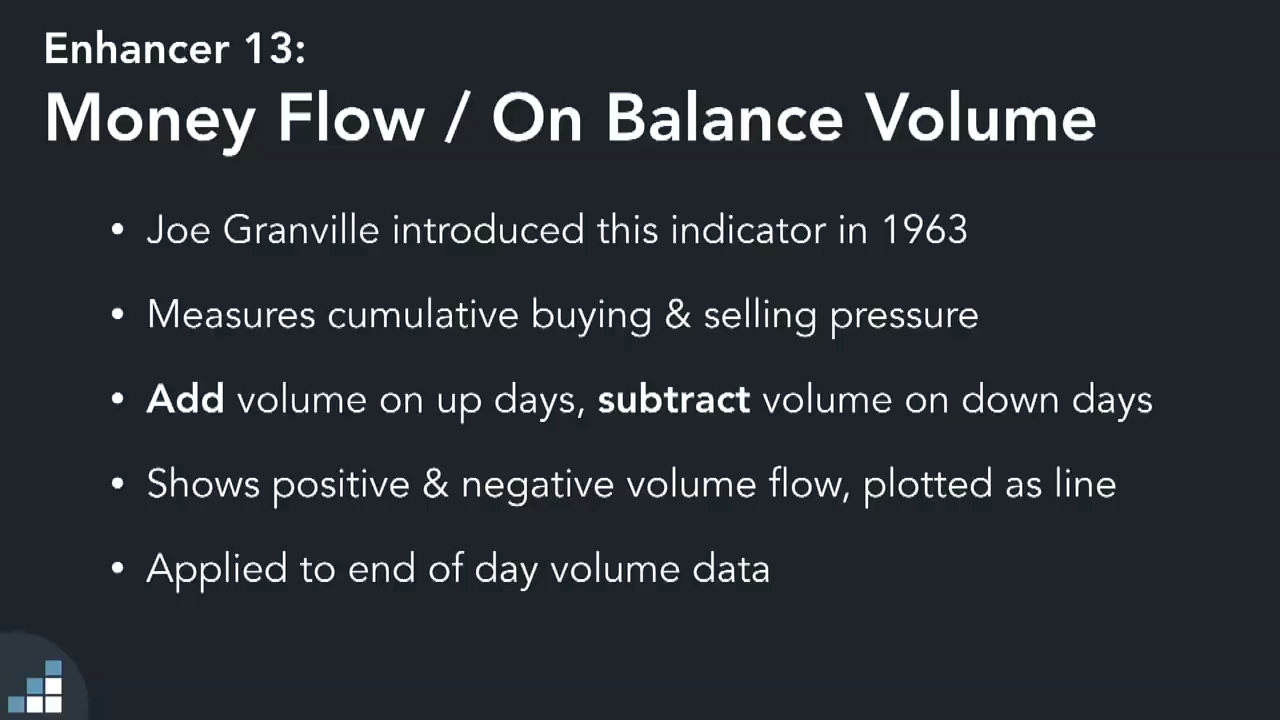 Enhancer 13:
Money Flow / On Balance Volume
• Joe Granville introduced this indicator in 1963
• Measures cumulative buying & selling pressure
• Add volume on up days, subtract volume on down days
• Shows positive & negative volume flow, plotted as line
• Applied to end of day volume data